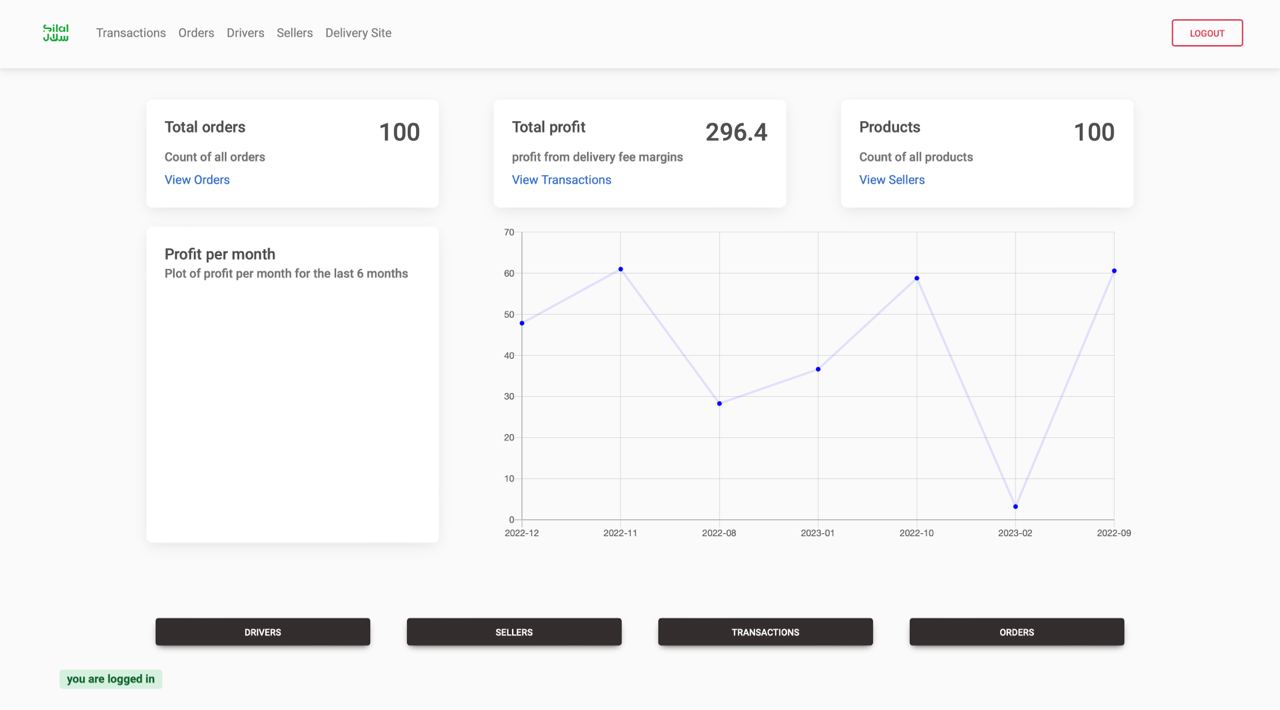 Silal
سلال
Transactions Orders Drivers Sellers Delivery Site
LOGOUT
Total orders
100
Count of all orders
View Orders
Total profit
296.4
profit from delivery fee margins
View Transactions
Products
100
Count of all products
View Sellers
Profit per month
Plot of profit per month for the last 6 months
70
60
50
40
30
20
10
0
2022-12 2022-11 2022-08 2023-01 2022-10 2023-02 2022-09
DRIVERS SELLERS TRANSACTIONS ORDERS
you are logged in